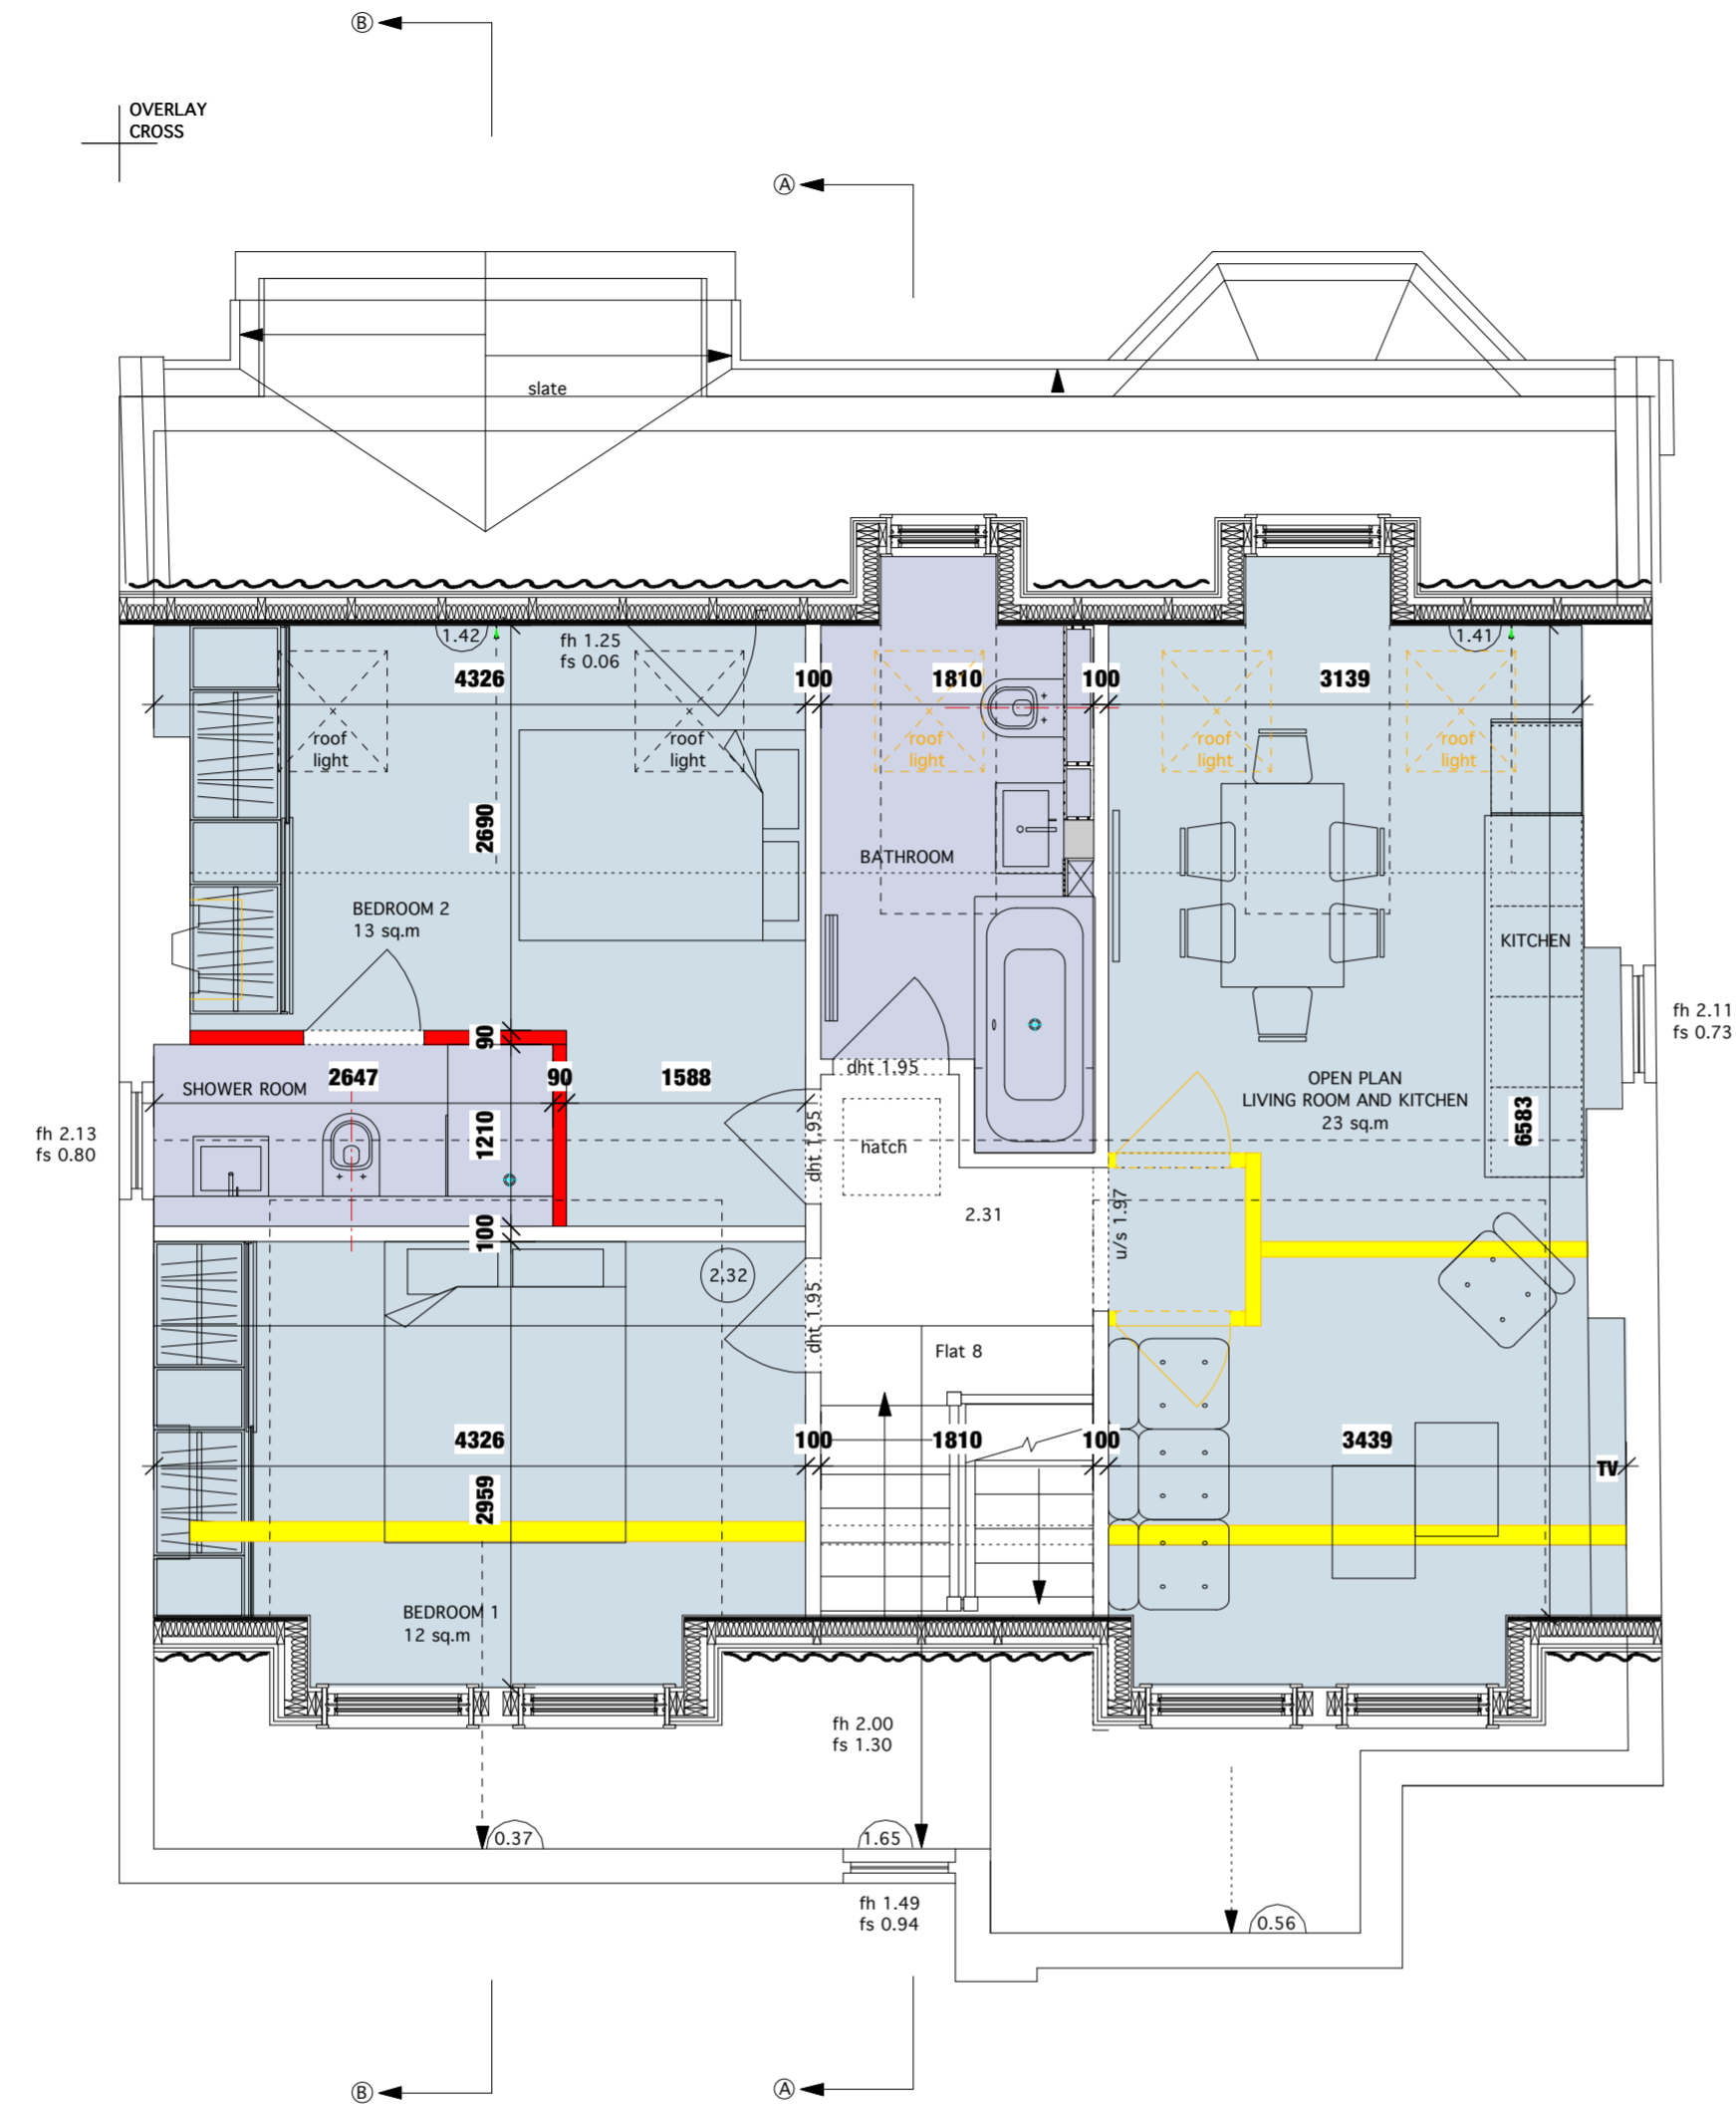 B
OVERLAY
CROSS
A
slate
1.42
fh 1.25
fs 0.06
1.41
4326
100
1810
100
3139
roof
light
roof
light
roof
light
roof
light
roof
light
2690
BATHROOM
BEDROOM 2
13 sq.m
KITCHEN
fh 2.11
fs 0.73
90
dht 1.95
2647
90
1588
SHOWER ROOM
OPEN PLAN
LIVING ROOM AND KITCHEN
23 sq.m
6583
fh 2.13
fs 0.80
1210
dht 1.95
hatch
2.31
u/s 1.97
100
2.32
dht 1.95
Flat 8
4326
100
1810
100
3439
TV
2959
BEDROOM 1
12 sq.m
fh 2.00
fs 1.30
0.37
1.65
fh 1.49
fs 0.94
0.56
B
A